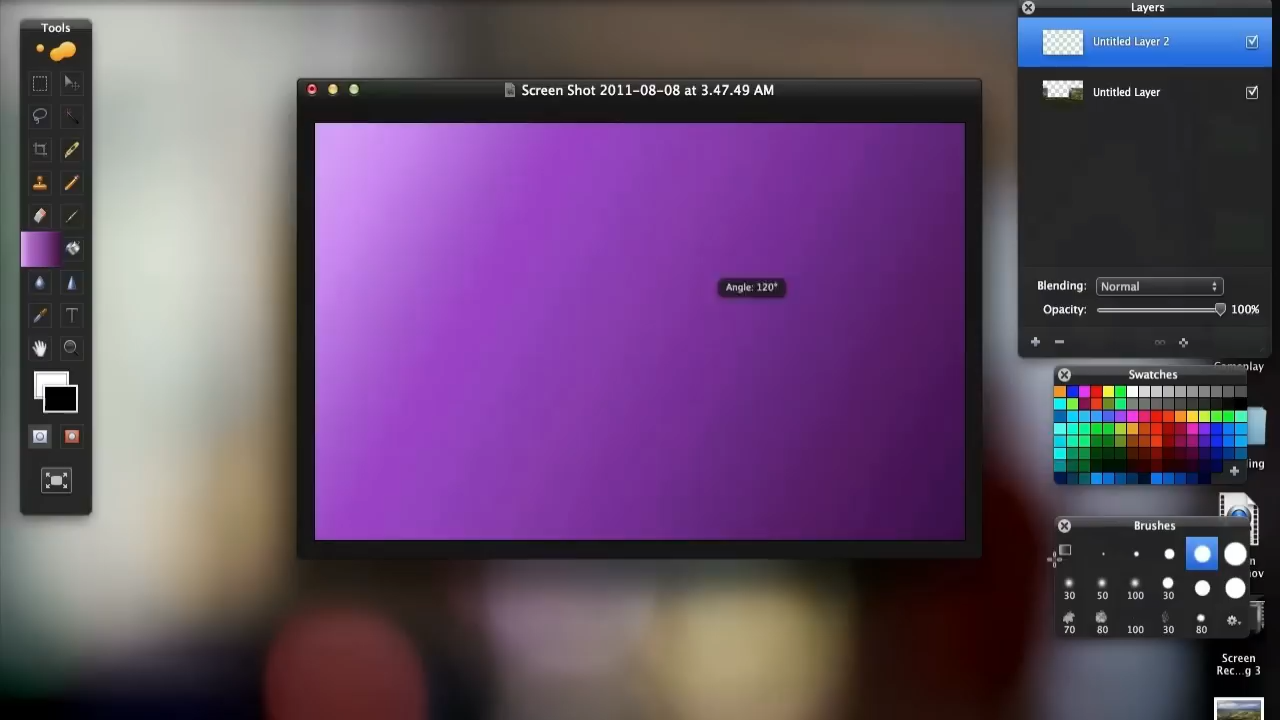 Tools
Screen Shot 2011-08-08 at 3.47.49 AM
Angle: 120°
Layers
Untitled Layer 2
Untitled Layer
Blending: Normal
Opacity: 100%
Swatches
Brushes
30 50 100 30
70 80 100 30 80
Screen
Rec...g 3